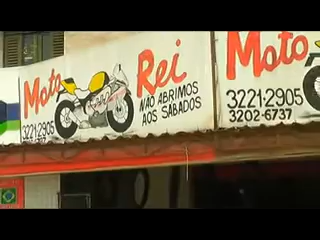 Moto Rei
NÃO ABRIMOS
AOS SÁBADOS
3221-2905
Moto
3221-2905
3202-6737